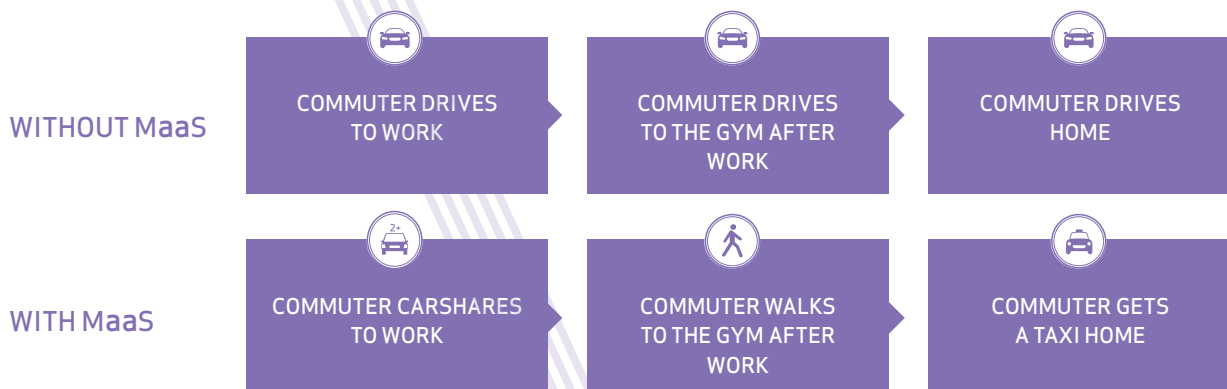 WITHOUT MaaS
COMMUTER DRIVES
TO WORK
COMMUTER DRIVES
TO THE GYM AFTER
WORK
COMMUTER DRIVES
HOME
WITH MaaS
2+
COMMUTER CARSHARES
TO WORK
COMMUTER WALKS
TO THE GYM AFTER
WORK
COMMUTER GETS
A TAXI HOME